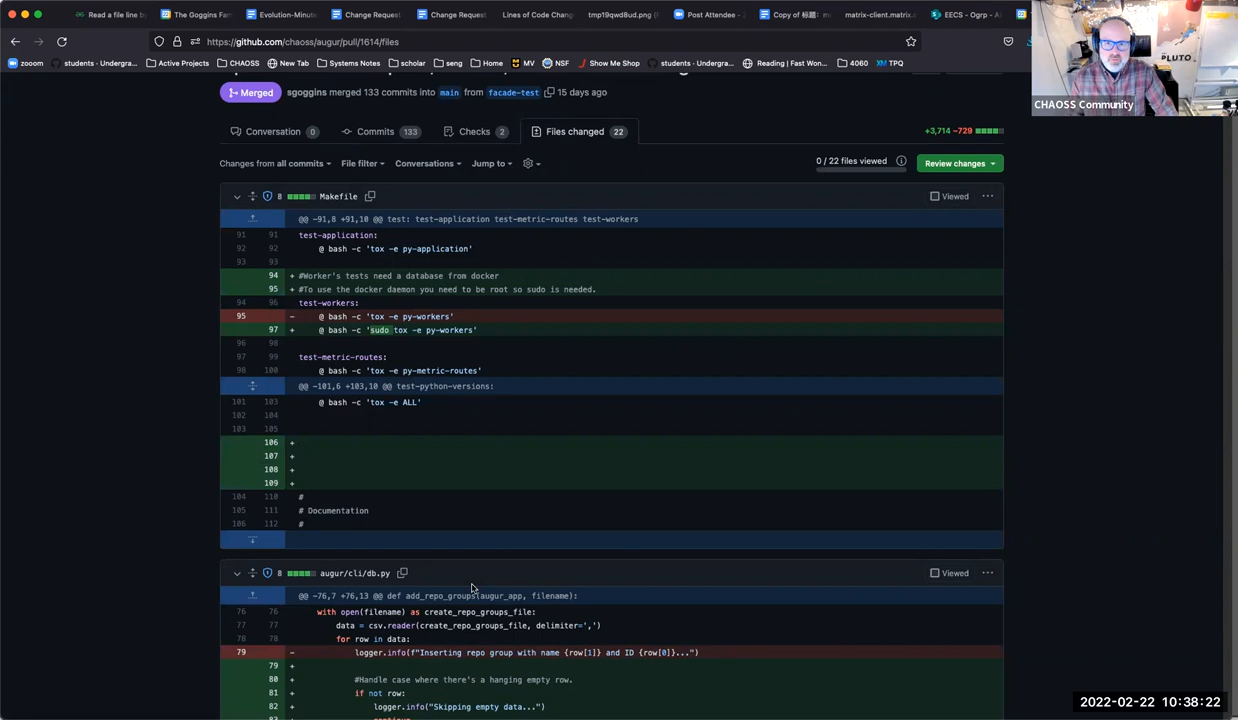 Read a file line by
The Goggins Fam
Evolution-Minute
Change Request
Change Request
Lines of Code Chang
tmp19qwd8ud.png (
Post Attendee - Z
Copy of 标题: m
matrix-client.matrix.o
EECS - Ogrp - A
https://github.com/chaoss/augur/pull/1614/files
zooom
students - Undergra...
Active Projects
CHAOSS
New Tab
Systems Notes
scholar
seng
Home
MV
NSF
Show Me Shop
students - Undergra...
Reading | Fast Won...
4060
TPQ
PLUTO
CHAOSS Community
Merged
sgoggins merged 133 commits into main from facade-test 15 days ago
Conversation 0
Commits 133
Checks 2
Files changed 22
+3,714 −729
Changes from all commits
File filter
Conversations
Jump to
0 / 22 files viewed
Review changes
8 Makefile
Viewed
@@ -91,8 +91,10 @@ test: test-application test-metric-routes test-workers
91 91 test-application:
92 92 @ bash -c 'tox -e py-application'
93 93
94 + #Worker's tests need a database from docker
95 + #To use the docker daemon you need to be root so sudo is needed.
94 96 test-workers:
95 - @ bash -c 'tox -e py-workers'
97 + @ bash -c 'sudo tox -e py-workers'
96 98
97 99 test-metric-routes:
98 100 @ bash -c 'tox -e py-metric-routes'
@@ -101,6 +103,10 @@ test-python-versions:
101 103 @ bash -c 'tox -e ALL'
102 104
103 105
106 +
107 +
108 +
109 +
104 110 #
105 111 # Documentation
106 112 #
8 augur/cli/db.py
Viewed
@@ -76,7 +76,13 @@ def add_repo_groups(augur_app, filename):
76 76 with open(filename) as create_repo_groups_file:
77 77 data = csv.reader(create_repo_groups_file, delimiter=',')
78 78 for row in data:
79 - logger.info(f"Inserting repo group with name {row[1]} and ID {row[0]}...")
79 +
80 #Handle case where there's a hanging empty row.
81 if not row:
82 logger.info("Skipping empty data...")
2022-02-22 10:38:22